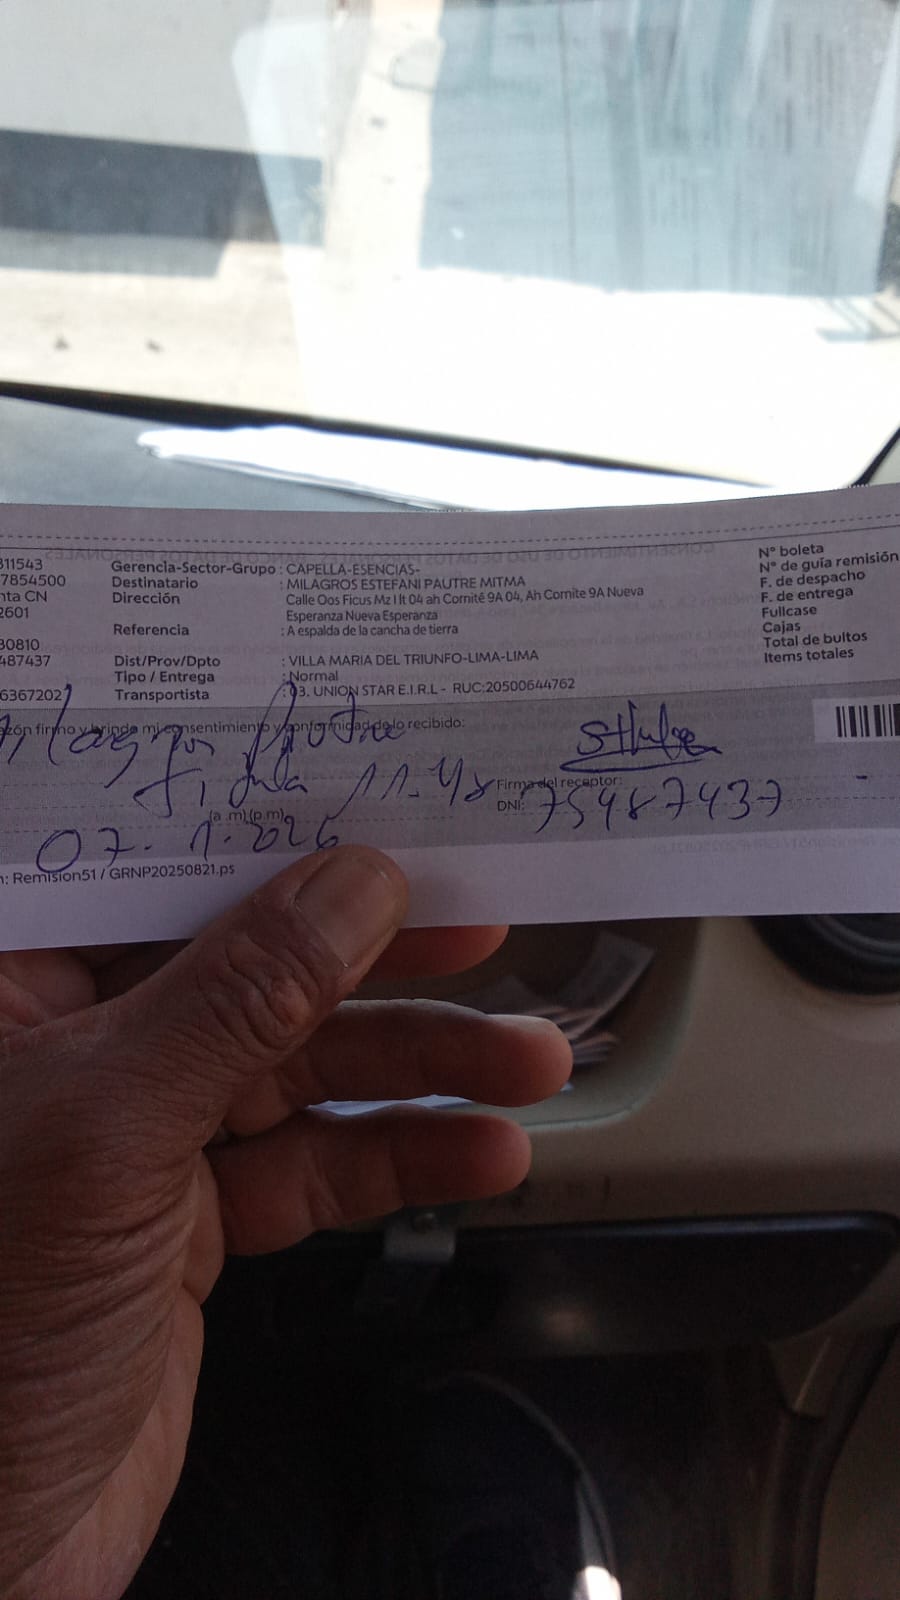 311543
7854500
nta CN
2601
30810
487437
6367202
Gerencia-Sector-Grupo : CAPELLA-ESENCIAS-
Destinatario : MILAGROS ESTEFANI PAUTRE MITMA
Dirección Calle Oos Ficus Mz I lt 04 ah Comité 9A 04, Ah Comite 9A Nueva
Esperanza Nueva Esperanza
Referencia : A espalda de la cancha de tierra
Dist/Prov/Dpto : VILLA MARIA DEL TRIUNFO-LIMA-LIMA
Tipo / Entrega : Normal
Transportista : 03. UNION STAR E.I.R.L - RUC:20500644762
N° boleta
N° de guía remisión
F. de despacho
F. de entrega
Fullcase
Cajas
Total de bultos
Items totales
azón firmo y brindo mi consentimiento y conformidad de lo recibido:
11.48
Firma del receptor:
DNI: 75487437
(a .m) (p.m)
07. 1. 2026
n: Remision51 / GRNP20250821.ps